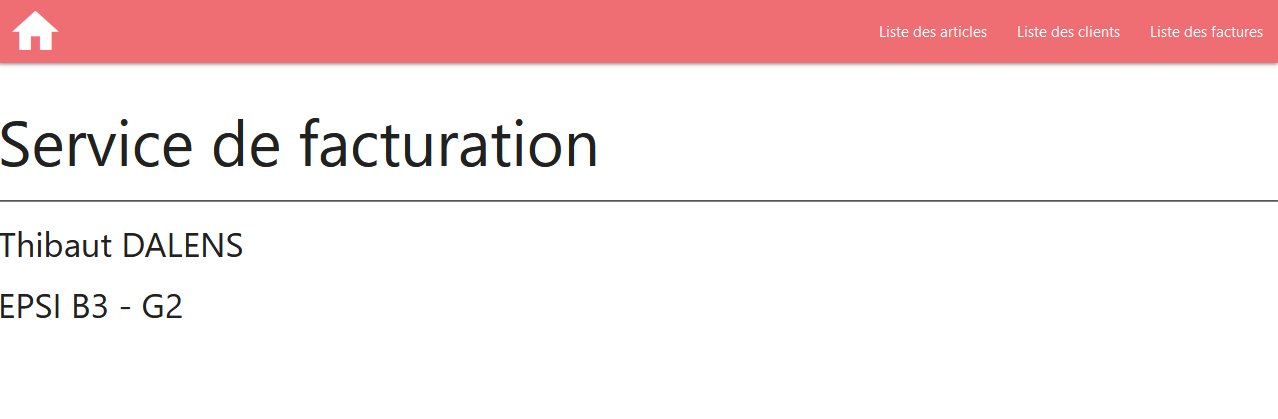 Liste des articles Liste des clients Liste des factures
Service de facturation
Thibaut DALENS
EPSI B3 - G2